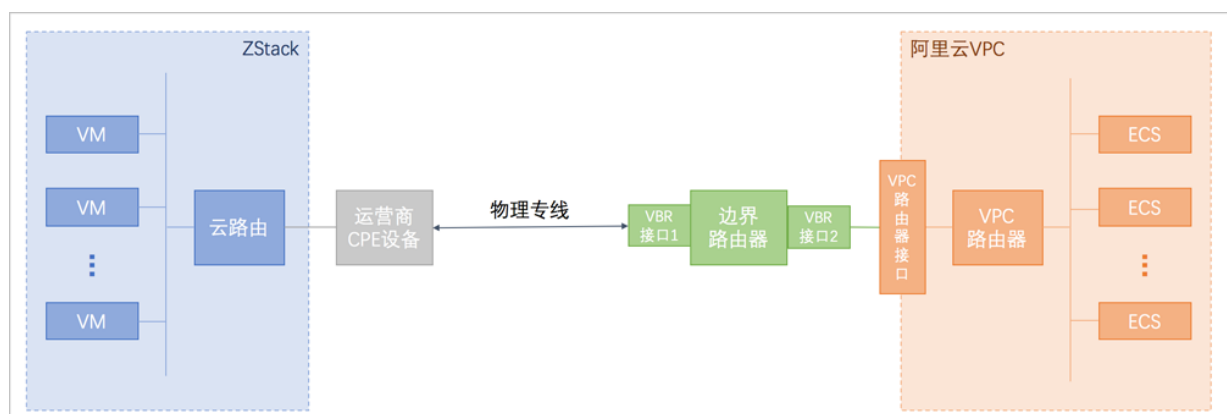 ZStack
阿里云VPC
VM
VM
VM
云路由
运营商
CPE设备
物理专线
VBR
接口1
边界
路由器
VBR
接口2
VPC
路
由
器
接
口
VPC
路由器
ECS
ECS
ECS